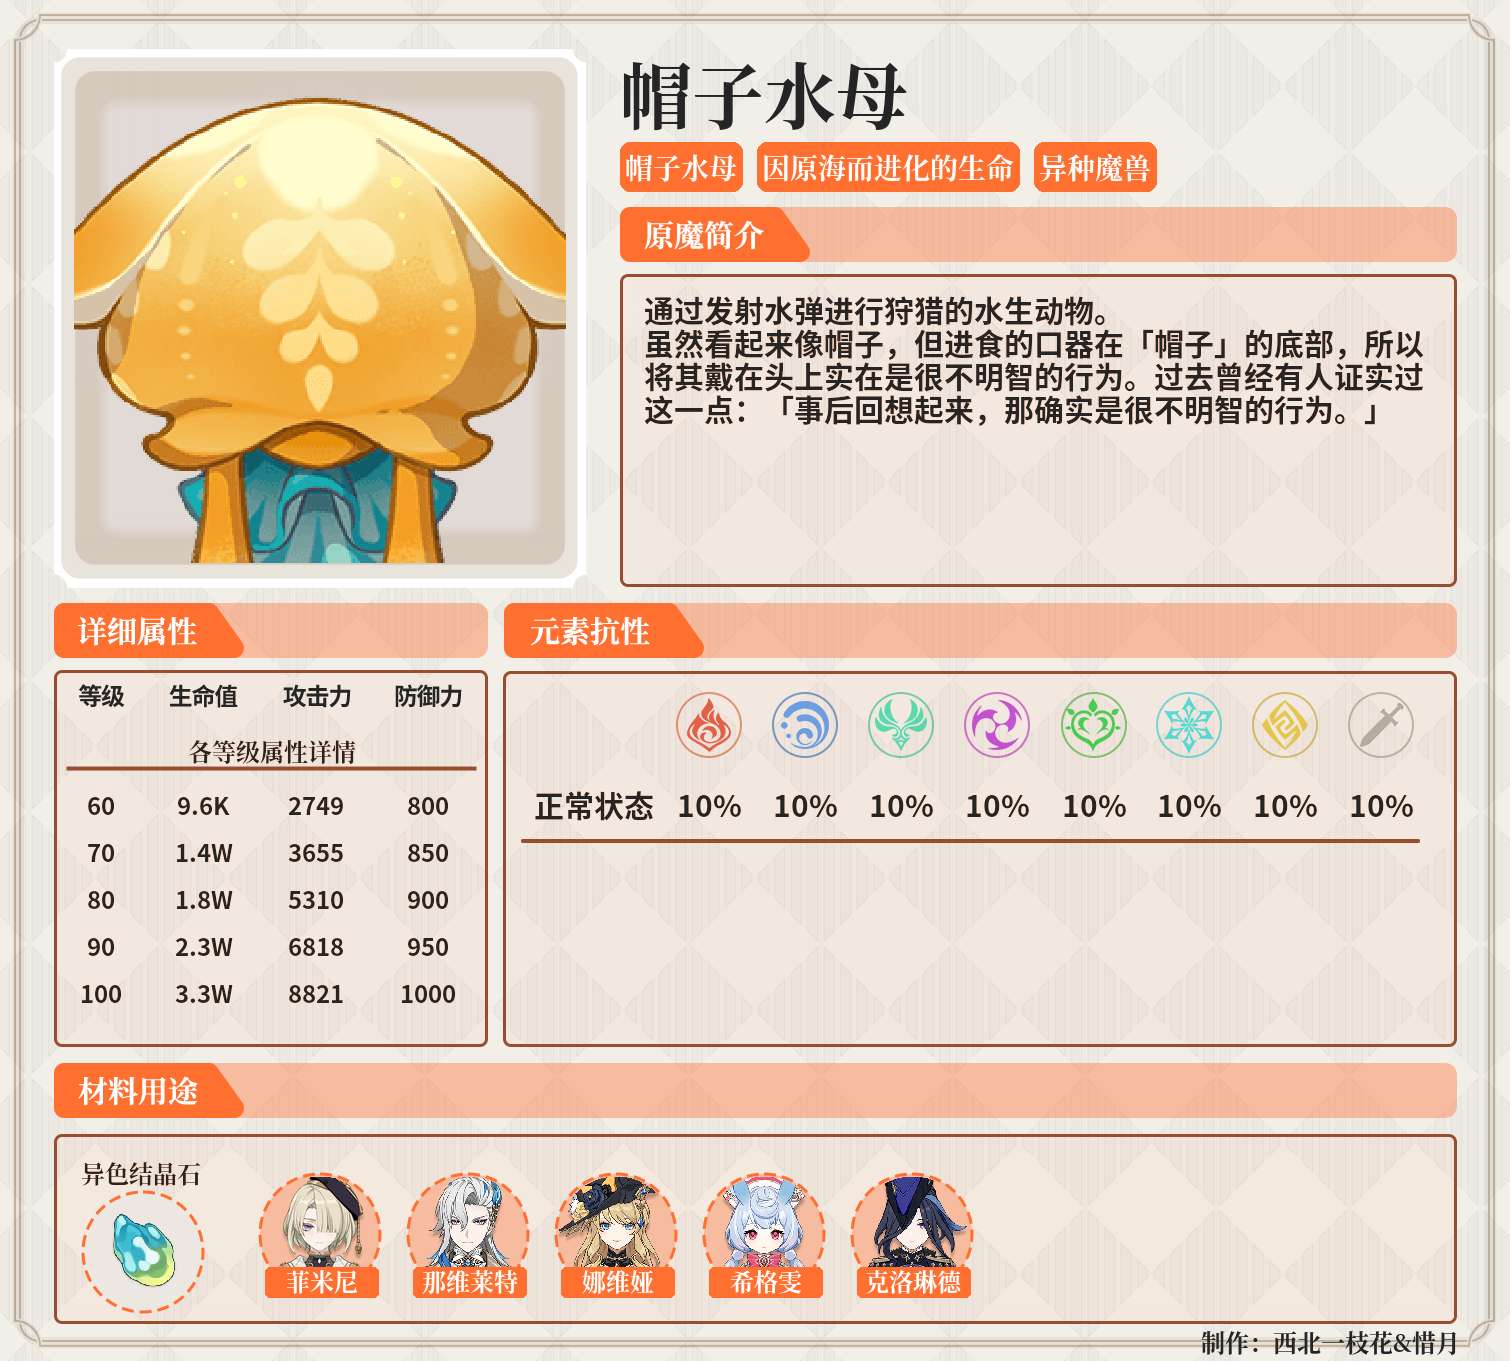 帽子水母
帽子水母 因原海而进化的生命 异种魔兽
原魔简介
通过发射水弹进行狩猎的水生动物。
虽然看起来像帽子，但进食的口器在「帽子」的底部，所以
将其戴在头上实在是很不明智的行为。过去曾经有人证实过
这一点：「事后回想起来，那确实是很不明智的行为。」
详细属性
等级 生命值 攻击力 防御力
各等级属性详情
60 9.6K 2749 800
70 1.4W 3655 850
80 1.8W 5310 900
90 2.3W 6818 950
100 3.3W 8821 1000
元素抗性
正常状态 10% 10% 10% 10% 10% 10% 10% 10%
材料用途
异色结晶石
菲米尼 那维莱特 娜维娅 希格雯 克洛琳德
制作：西北一枝花&惜月